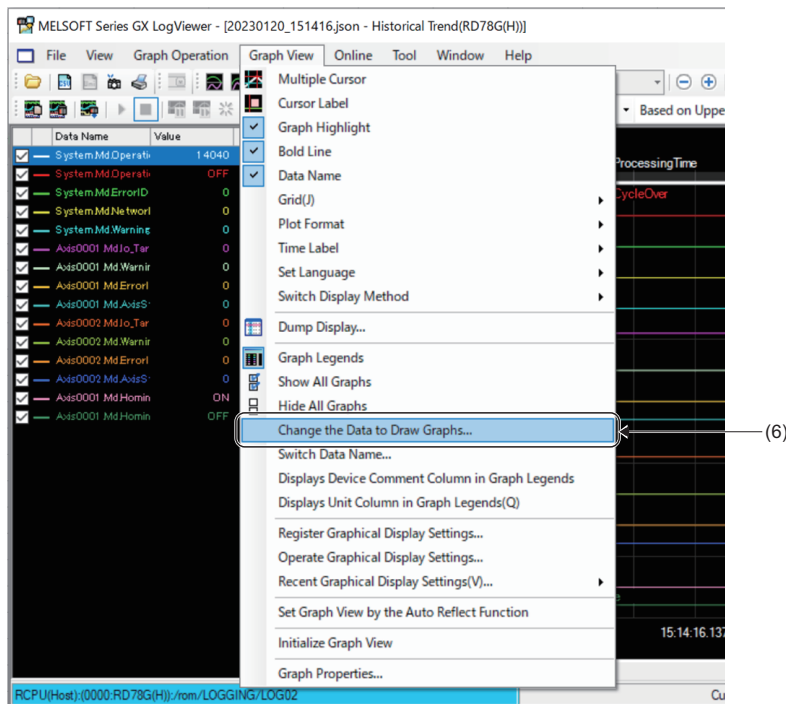 MELSOFT Series GX LogViewer - [20230120_151416.json - Historical Trend(RD78G(H))]
File View Graph Operation Graph View Online Tool Window Help
Based on Uppe
Data Name Value
System.Md.Operati 14040
System.Md.Operati OFF
System.Md.ErrorID 0
System.Md.Networl 0
System.Md.Warning 0
Axis0001.Md.Io_Tar 0
Axis0001.Md.Warnir 0
Axis0001.Md.Errorl 0
Axis0001.Md.AxisS 0
Axis0002.Md.Io_Tar 0
Axis0002.Md.Warnir 0
Axis0002.Md.Errorl 0
Axis0002.Md.AxisS 0
Axis0001.Md.Homin ON
Axis0001.Md.Homin OFF
Multiple Cursor
Cursor Label
Graph Highlight
Bold Line
Data Name
Grid(J)
Plot Format
Time Label
Set Language
Switch Display Method
Dump Display...
Graph Legends
Show All Graphs
Hide All Graphs
Change the Data to Draw Graphs...
Switch Data Name...
Displays Device Comment Column in Graph Legends
Displays Unit Column in Graph Legends(Q)
Register Graphical Display Settings...
Operate Graphical Display Settings...
Recent Graphical Display Settings(V)...
Set Graph View by the Auto Reflect Function
Initialize Graph View
Graph Properties...
ProcessingTime
CycleOver
(6)
15:14:16.137
RCPU(Host):(0000:RD78G(H)):/rom/LOGGING/LOG02
Cu